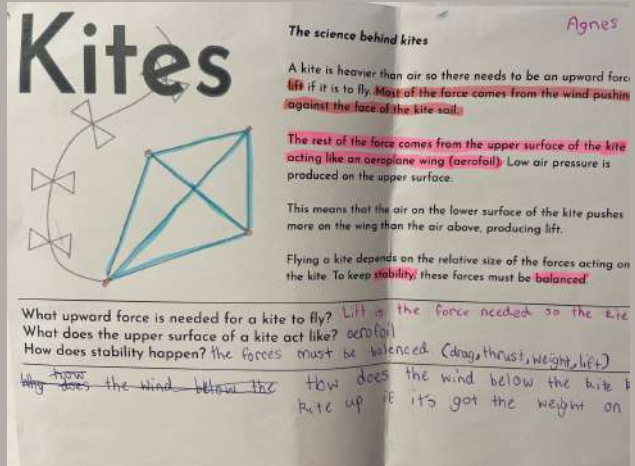 Agnes
Kites
The science behind kites
A kite is heavier than air so there needs to be an upward forc
lift if it is to fly. Most of the force comes from the wind pushin
against the face of the kite sail.
The rest of the force comes from the upper surface of the kite
acting like an aeroplane wing (aerofoil). Low air pressure is
produced on the upper surface.
This means that the air on the lower surface of the kite pushes
more on the wing than the air above, producing lift.
Flying a kite depends on the relative size of the forces acting on
the kite. To keep stability, these forces must be balanced
What upward force is needed for a kite to fly? Lift is the force needed so the kite
What does the upper surface of a kite act like? aerofoil
How does stability happen? the forces must be balenced (drag, thrust, weight, lift)
Why how does the wind below the
How does the wind below the kite k
kite up if it's got the weight on